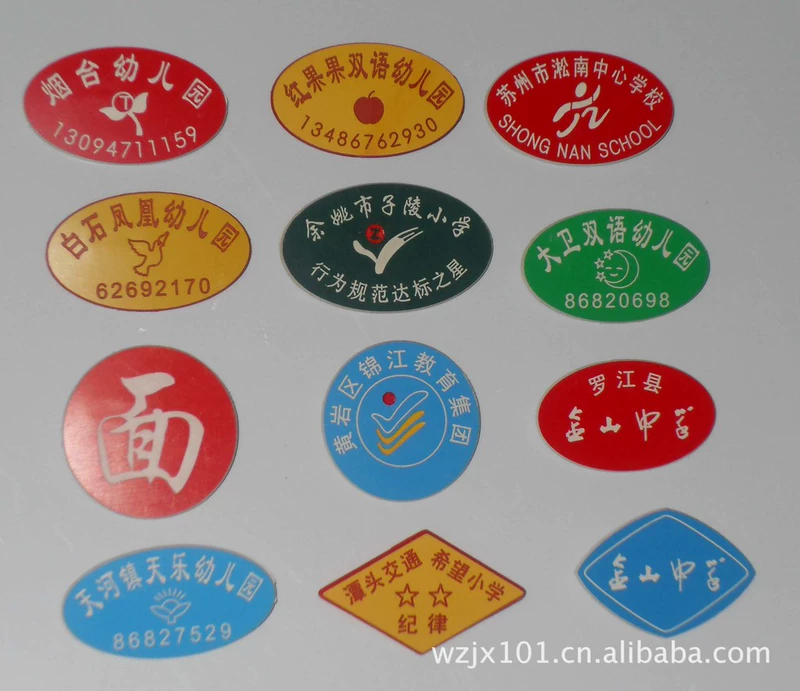 烟台幼儿园
T
13094711159
红果果双语幼儿园
13486762930
苏州市淞南中心学校
SHONG NAN SCHOOL
白石凤凰幼儿园
62692170
余姚市子陵小学
Z
行为规范达标之星
大卫双语幼儿园
86820698
面
黄岩区锦江教育集团
罗江县
金山中学
天河镇天乐幼儿园
86827529
潭头交通 希望小学
纪律
金山中学
wzjx101.cn.alibaba.com